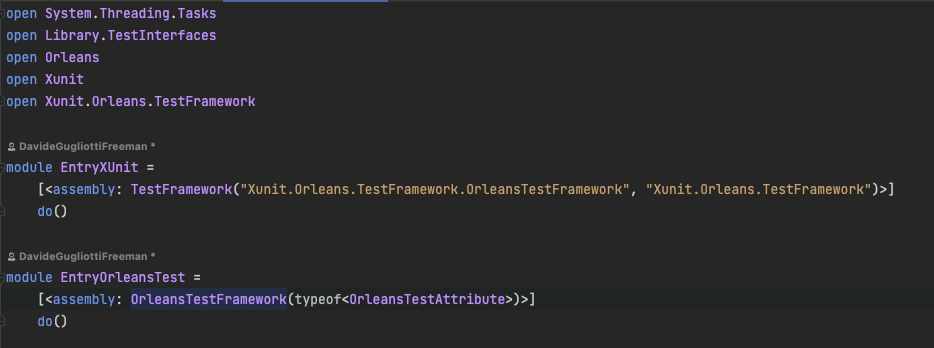 open System.Threading.Tasks
open Library.TestInterfaces
open Orleans
open Xunit
open Xunit.Orleans.TestFramework
DavideGugliottiFreeman *
module EntryXUnit =
[<assembly: TestFramework("Xunit.Orleans.TestFramework.OrleansTestFramework", "Xunit.Orleans.TestFramework")>]
do()
DavideGugliottiFreeman *
module EntryOrleansTest =
[<assembly: OrleansTestFramework(typeof<OrleansTestAttribute>)>]
do()